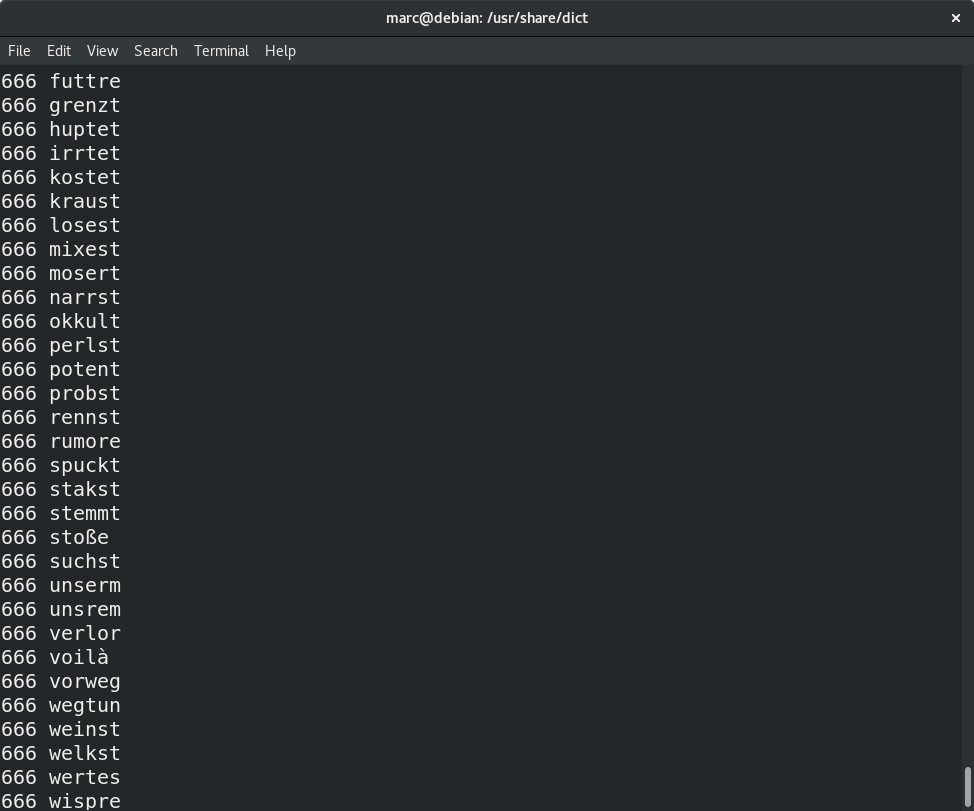 marc@debian: /usr/share/dict ×
File Edit View Search Terminal Help
666 futtre
666 grenzt
666 huptet
666 irrtet
666 kostet
666 kraust
666 losest
666 mixest
666 mosert
666 narrst
666 okkult
666 perlst
666 potent
666 probst
666 rennst
666 rumore
666 spuckt
666 stakst
666 stemmt
666 stoße
666 suchst
666 unserm
666 unsrem
666 verlor
666 voilà
666 vorweg
666 wegtun
666 weinst
666 welkst
666 wertes
666 wispre